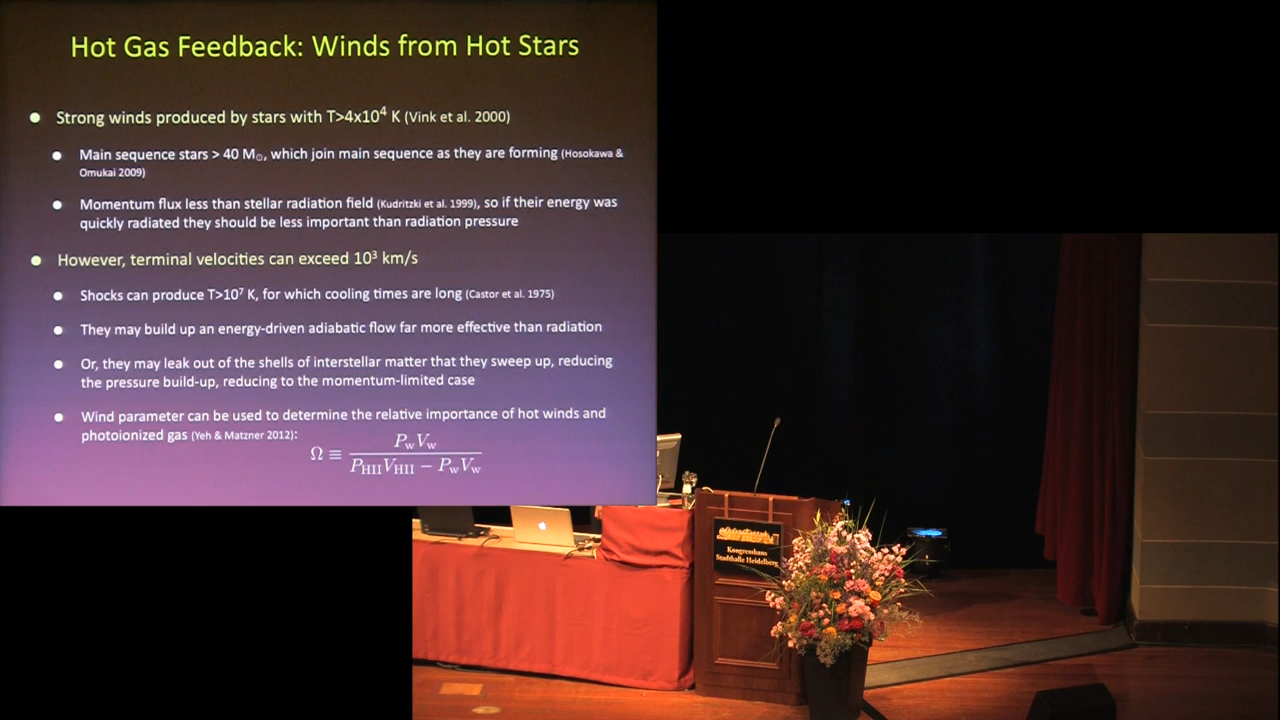 Hot Gas Feedback: Winds from Hot Stars
Strong winds produced by stars with T>4x10⁴ K (Vink et al. 2000)
Main sequence stars > 40 M☉, which join main sequence as they are forming (Hosokawa &
Omukai 2009)
Momentum flux less than stellar radiation field (Kudritzki et al. 1999), so if their energy was
quickly radiated they should be less important than radiation pressure
However, terminal velocities can exceed 10³ km/s
Shocks can produce T>10⁷ K, for which cooling times are long (Castor et al. 1975)
They may build up an energy-driven adiabatic flow far more effective than radiation
Or, they may leak out of the shells of interstellar matter that they sweep up, reducing
the pressure build-up, reducing to the momentum-limited case
Wind parameter can be used to determine the relative importance of hot winds and
photoionized gas (Yeh & Matzner 2012):
Ω ≡ P_w V_w / (P_HII V_HII − P_w V_w)
Kongresshaus
Stadthalle Heidelberg